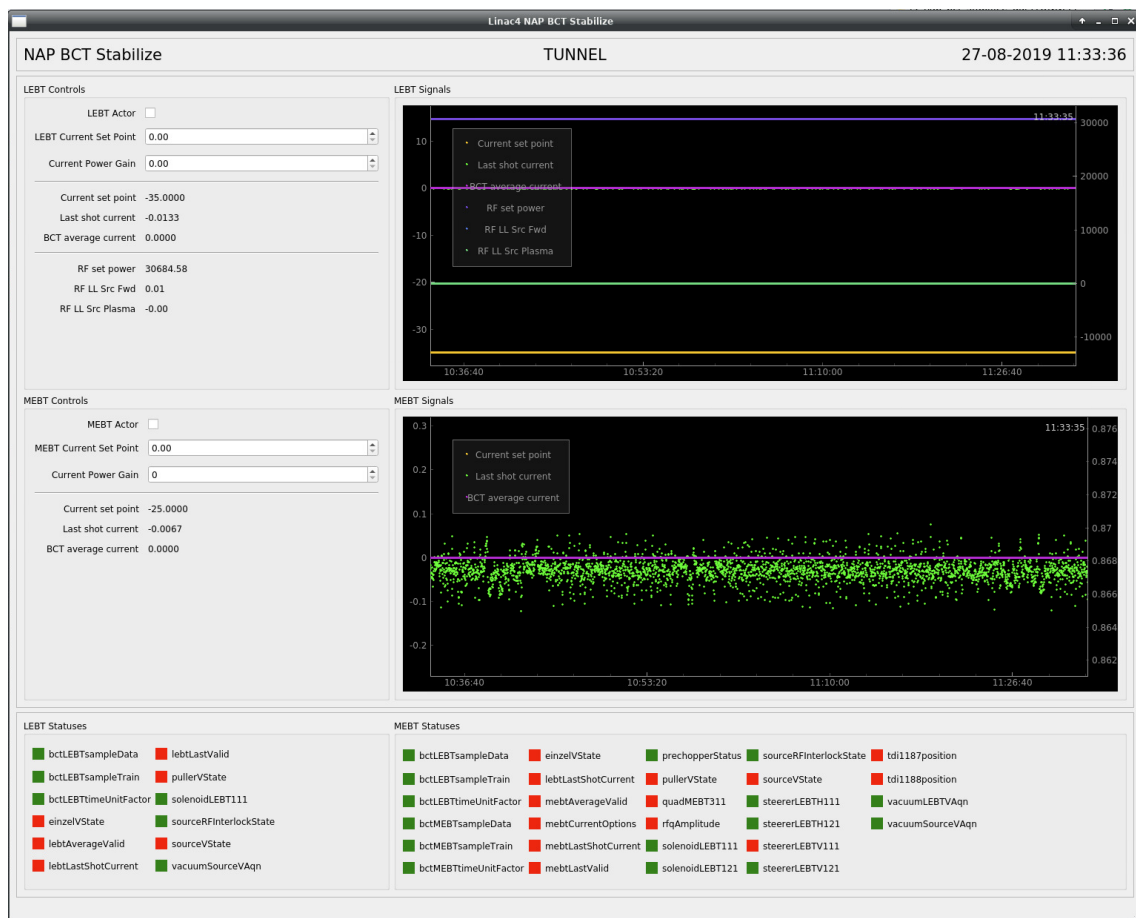 Linac4 NAP BCT Stabilize
NAP BCT Stabilize TUNNEL 27-08-2019 11:33:36
LEBT Controls
LEBT Actor
LEBT Current Set Point 0.00
Current Power Gain 0.00
Current set point -35.0000
Last shot current -0.0133
BCT average current 0.0000
RF set power 30684.58
RF LL Src Fwd 0.01
RF LL Src Plasma -0.00
LEBT Signals
11:33:35
10
0
-10
-20
-30
30000
20000
10000
0
-10000
Current set point
Last shot current
BCT average current
RF set power
RF LL Src Fwd
RF LL Src Plasma
10:36:40 10:53:20 11:10:00 11:26:40
MEBT Controls
MEBT Actor
MEBT Current Set Point 0.00
Current Power Gain 0
Current set point -25.0000
Last shot current -0.0067
BCT average current 0.0000
MEBT Signals
11:33:35
0.3
0.2
0.1
0
-0.1
-0.2
0.876
0.874
0.872
0.87
0.868
0.866
0.864
0.862
Current set point
Last shot current
BCT average current
10:36:40 10:53:20 11:10:00 11:26:40
LEBT Statuses
bctLEBTsampleData lebtLastValid
bctLEBTsampleTrain pullerVState
bctLEBTtimeUnitFactor solenoidLEBT111
einzelVState sourceRFInterlockState
lebtAverageValid sourceVState
lebtLastShotCurrent vacuumSourceVAqn
MEBT Statuses
bctLEBTsampleData einzelVState prechopperStatus sourceRFInterlockState tdi1187position
bctLEBTsampleTrain lebtLastShotCurrent pullerVState sourceVState tdi1188position
bctLEBTtimeUnitFactor mebtAverageValid quadMEBT311 steererLEBTH111 vacuumLEBTVAqn
bctMEBTsampleData mebtCurrentOptions rfqAmplitude steererLEBTH121 vacuumSourceVAqn
bctMEBTsampleTrain mebtLastShotCurrent solenoidLEBT111 steererLEBTV111
bctMEBTtimeUnitFactor mebtLastValid solenoidLEBT121 steererLEBTV121